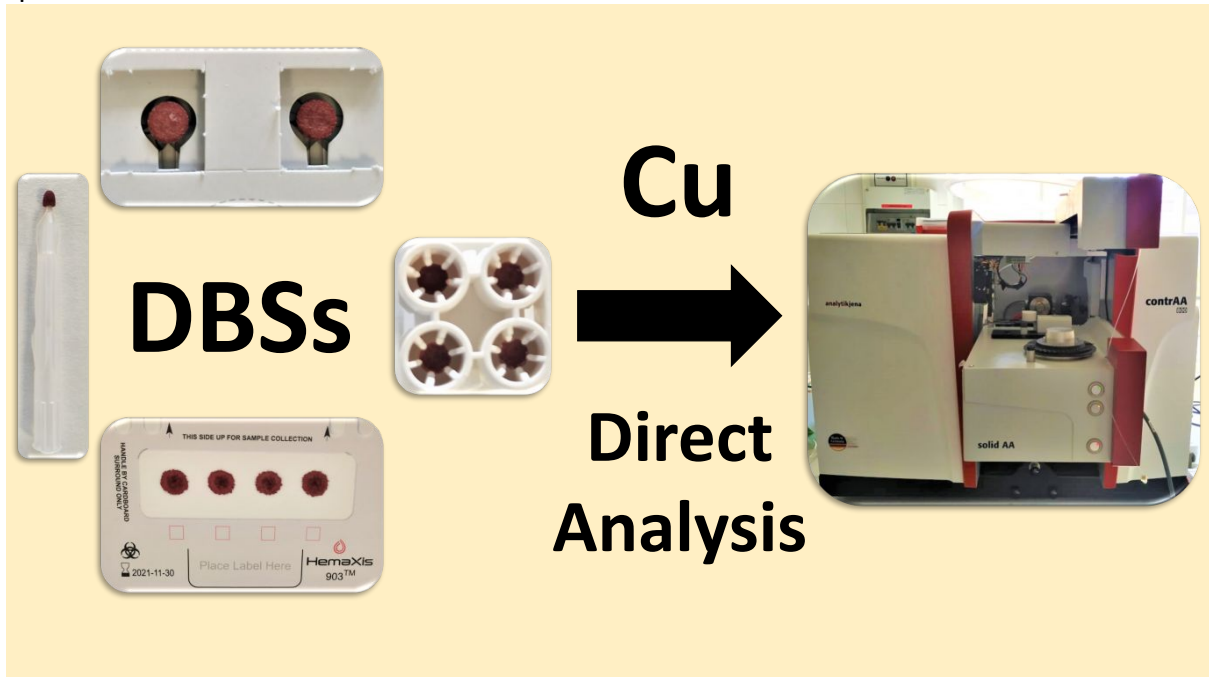 DBSs
THIS SIDE UP FOR SAMPLE COLLECTION
HANDLE BY CARDBOARD
SURROUND ONLY
2021-11-30
Place Label Here
HemaXis
903™
Cu
Direct
Analysis
analytikjena
contrAA
solid AA